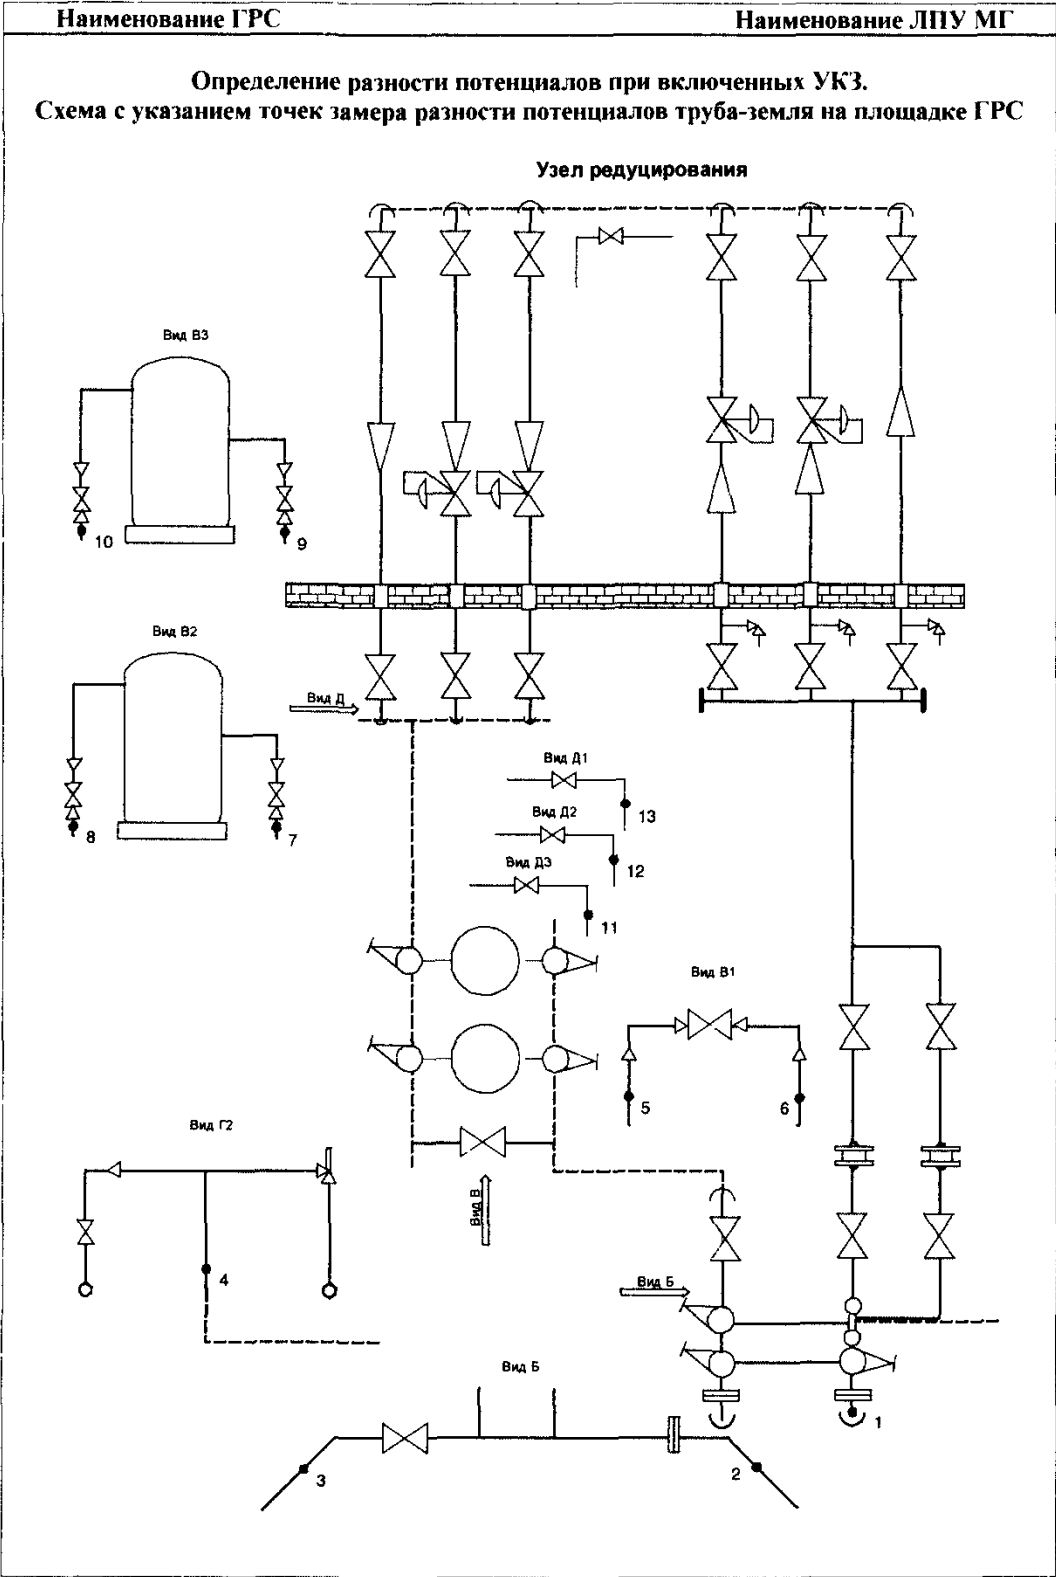 Наименование ГРС
Наименование ЛПУ МГ
Определение разности потенциалов при включенных УКЗ.
Схема с указанием точек замера разности потенциалов труба-земля на площадке ГРС
Узел редуцирования
Вид В3
10
9
Вид В2
Вид Д
8
7
Вид Д1
13
Вид Д2
12
Вид ДЭ
11
Вид В1
5
6
Вид Г2
4
Вид В
Вид Б
Вид Б
1
3
2